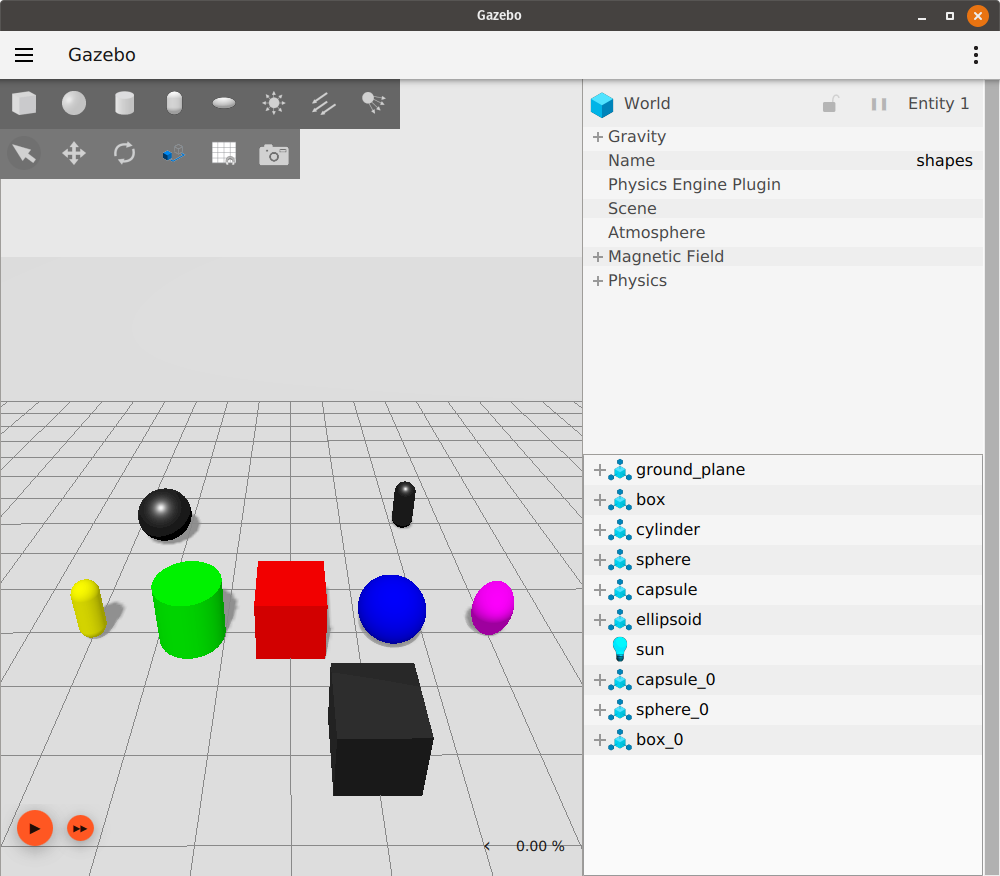 Gazebo
Gazebo
World
Entity 1
Gravity
Name shapes
Physics Engine Plugin
Scene
Atmosphere
Magnetic Field
Physics
ground_plane
box
cylinder
sphere
capsule
ellipsoid
sun
capsule_0
sphere_0
box_0
0.00 %